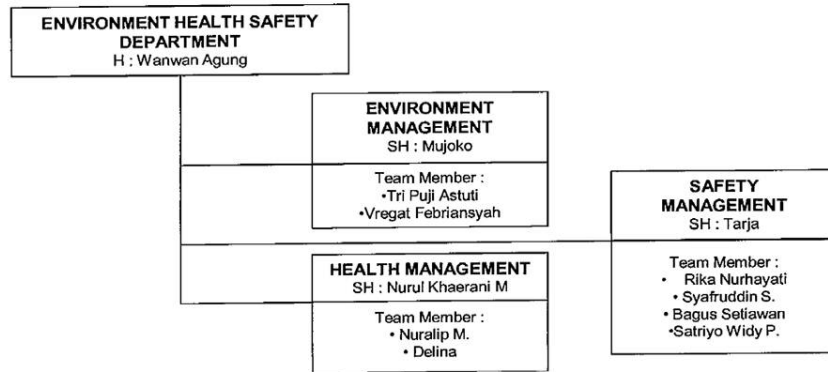 ENVIRONMENT HEALTH SAFETY
DEPARTMENT
H : Wanwan Agung
ENVIRONMENT
MANAGEMENT
SH : Mujoko
Team Member :
•Tri Puji Astuti
•Vregat Febriansyah
SAFETY
MANAGEMENT
SH : Tarja
Team Member :
• Rika Nurhayati
• Syafruddin S.
• Bagus Setiawan
•Satriyo Widy P.
HEALTH MANAGEMENT
SH : Nurul Khaerani M
Team Member :
• Nuralip M.
• Delina